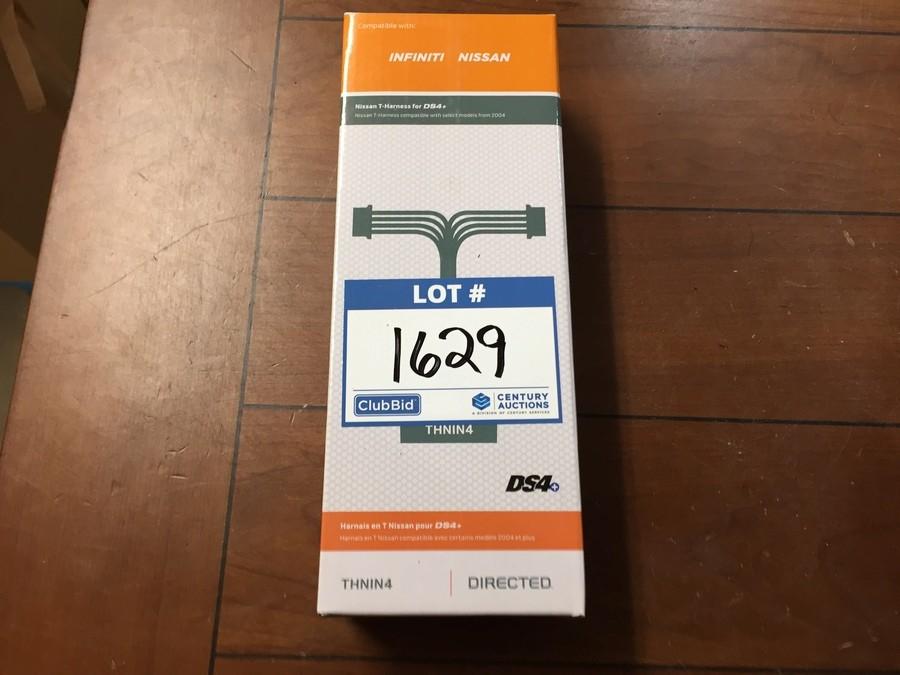 Compatible with:
INFINITI NISSAN
Nissan T-Harness for DS4+
Nissan T-Harness compatible with select models from 2004
LOT #
1629
ClubBid
CENTURY
AUCTIONS
A DIVISION OF CENTURY SERVICES
THNIN4
DS4+
Harnais en T Nissan pour DS4+
Harnais en T Nissan compatible avec certains modèls 2004 et plus
THNIN4 DIRECTED